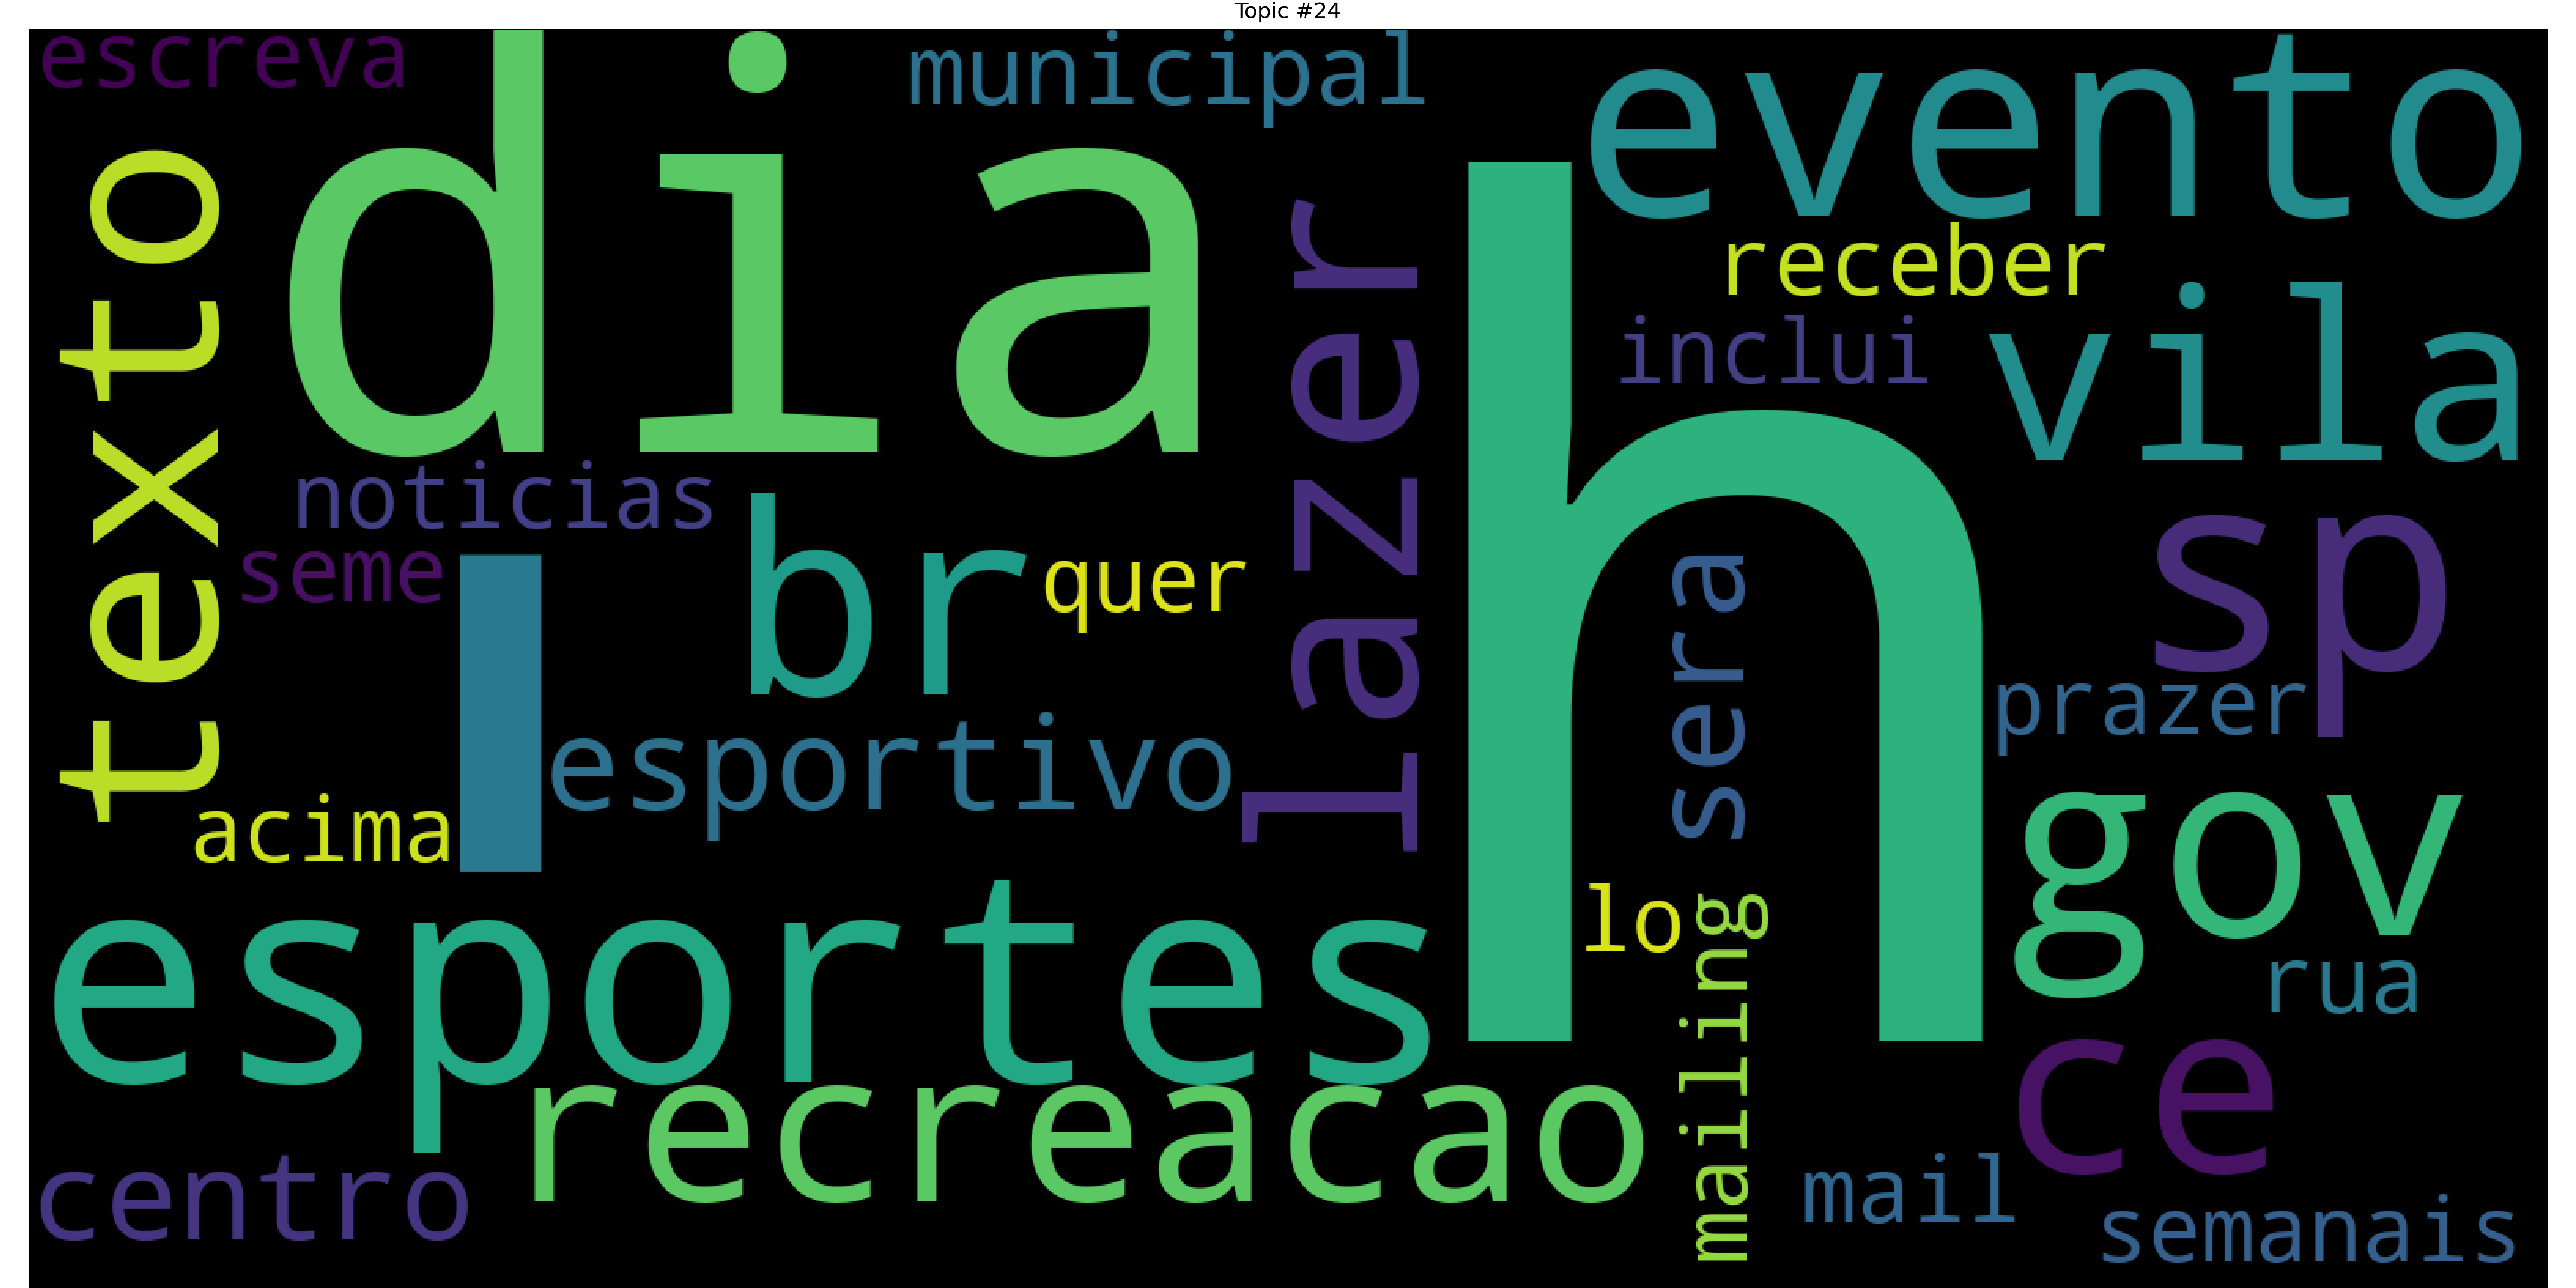 Topic #24
escreva
municipal
evento
dia
texto
lazer
h
receber
inclui
vila
noticias
seme
br
quer
sera
sp
prazer
esportivo
acima
gov
lo
rua
esportes
mailing
ce
recreacao
centro
mail
semanais